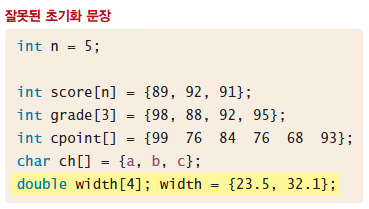 잘못된 초기화 문장
int n = 5;
int score[n] = {89, 92, 91};
int grade[3] = {98, 88, 92, 95};
int cpoint[] = {99 76 84 76 68 93};
char ch[] = {a, b, c};
double width[4]; width = {23.5, 32.1};